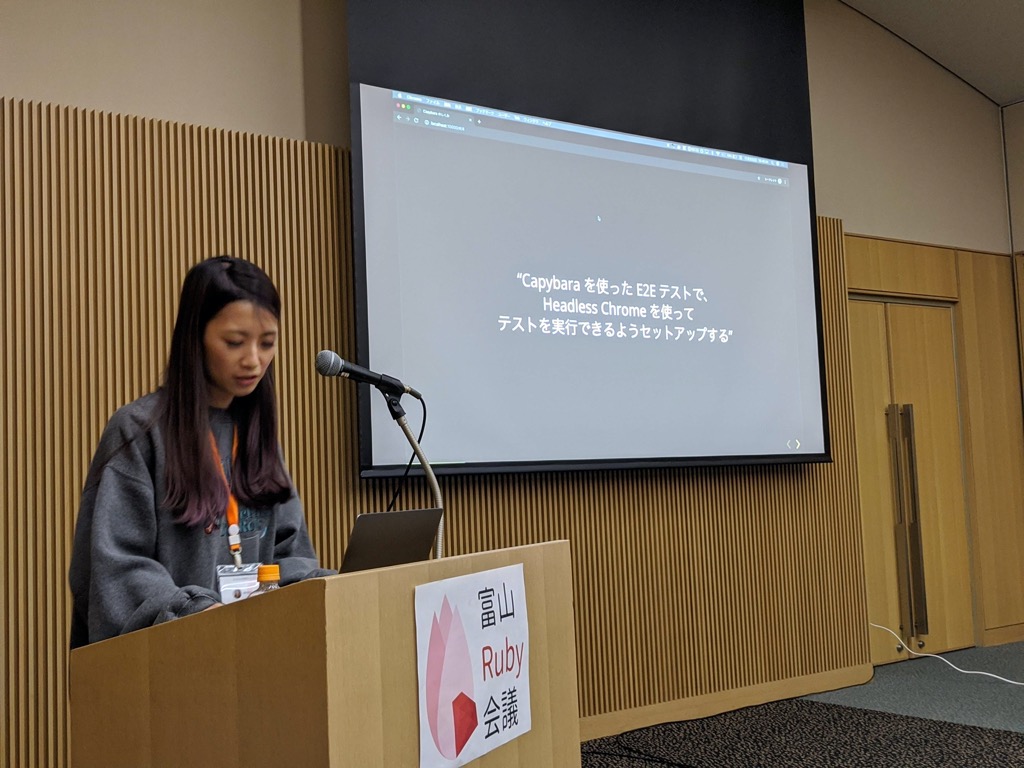 “Capybara を使った E2E テストで、
Headless Chrome を使って
テストを実行できるようセットアップする”
富山
Ruby
会議